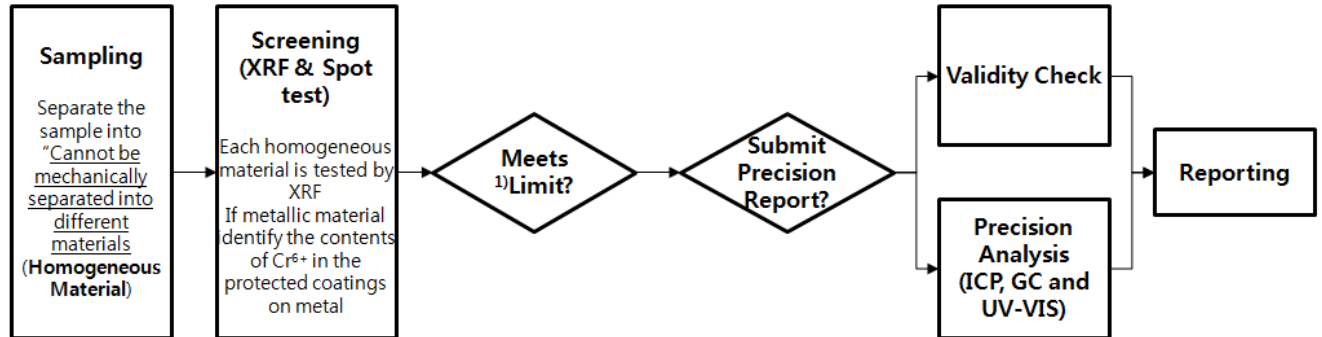 Sampling
Separate the
sample into
“Cannot be
mechanically
separated into
different
materials
(Homogeneous
Material)
Screening
(XRF & Spot
test)
Each homogeneous
material is tested by
XRF
If metallic material
identify the contents
of Cr⁶⁺ in the
protected coatings
on metal
Meets
¹⁾Limit?
Submit
Precision
Report?
Validity Check
Precision
Analysis
(ICP, GC and
UV-VIS)
Reporting